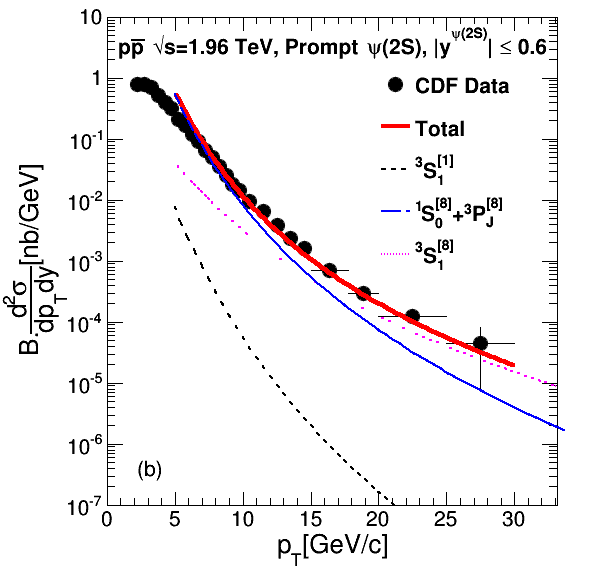 pp̅ √s=1.96 TeV, Prompt ψ(2S), |y^ψ(2S)| ≤ 0.6
CDF Data
Total
³S₁^[1]
¹S₀^[8]+³P_J^[8]
³S₁^[8]
B.d²σ/dp_Tdy[nb/GeV]
10
1
10⁻¹
10⁻²
10⁻³
10⁻⁴
10⁻⁵
10⁻⁶
10⁻⁷
(b)
0 5 10 15 20 25 30
p_T[GeV/c]